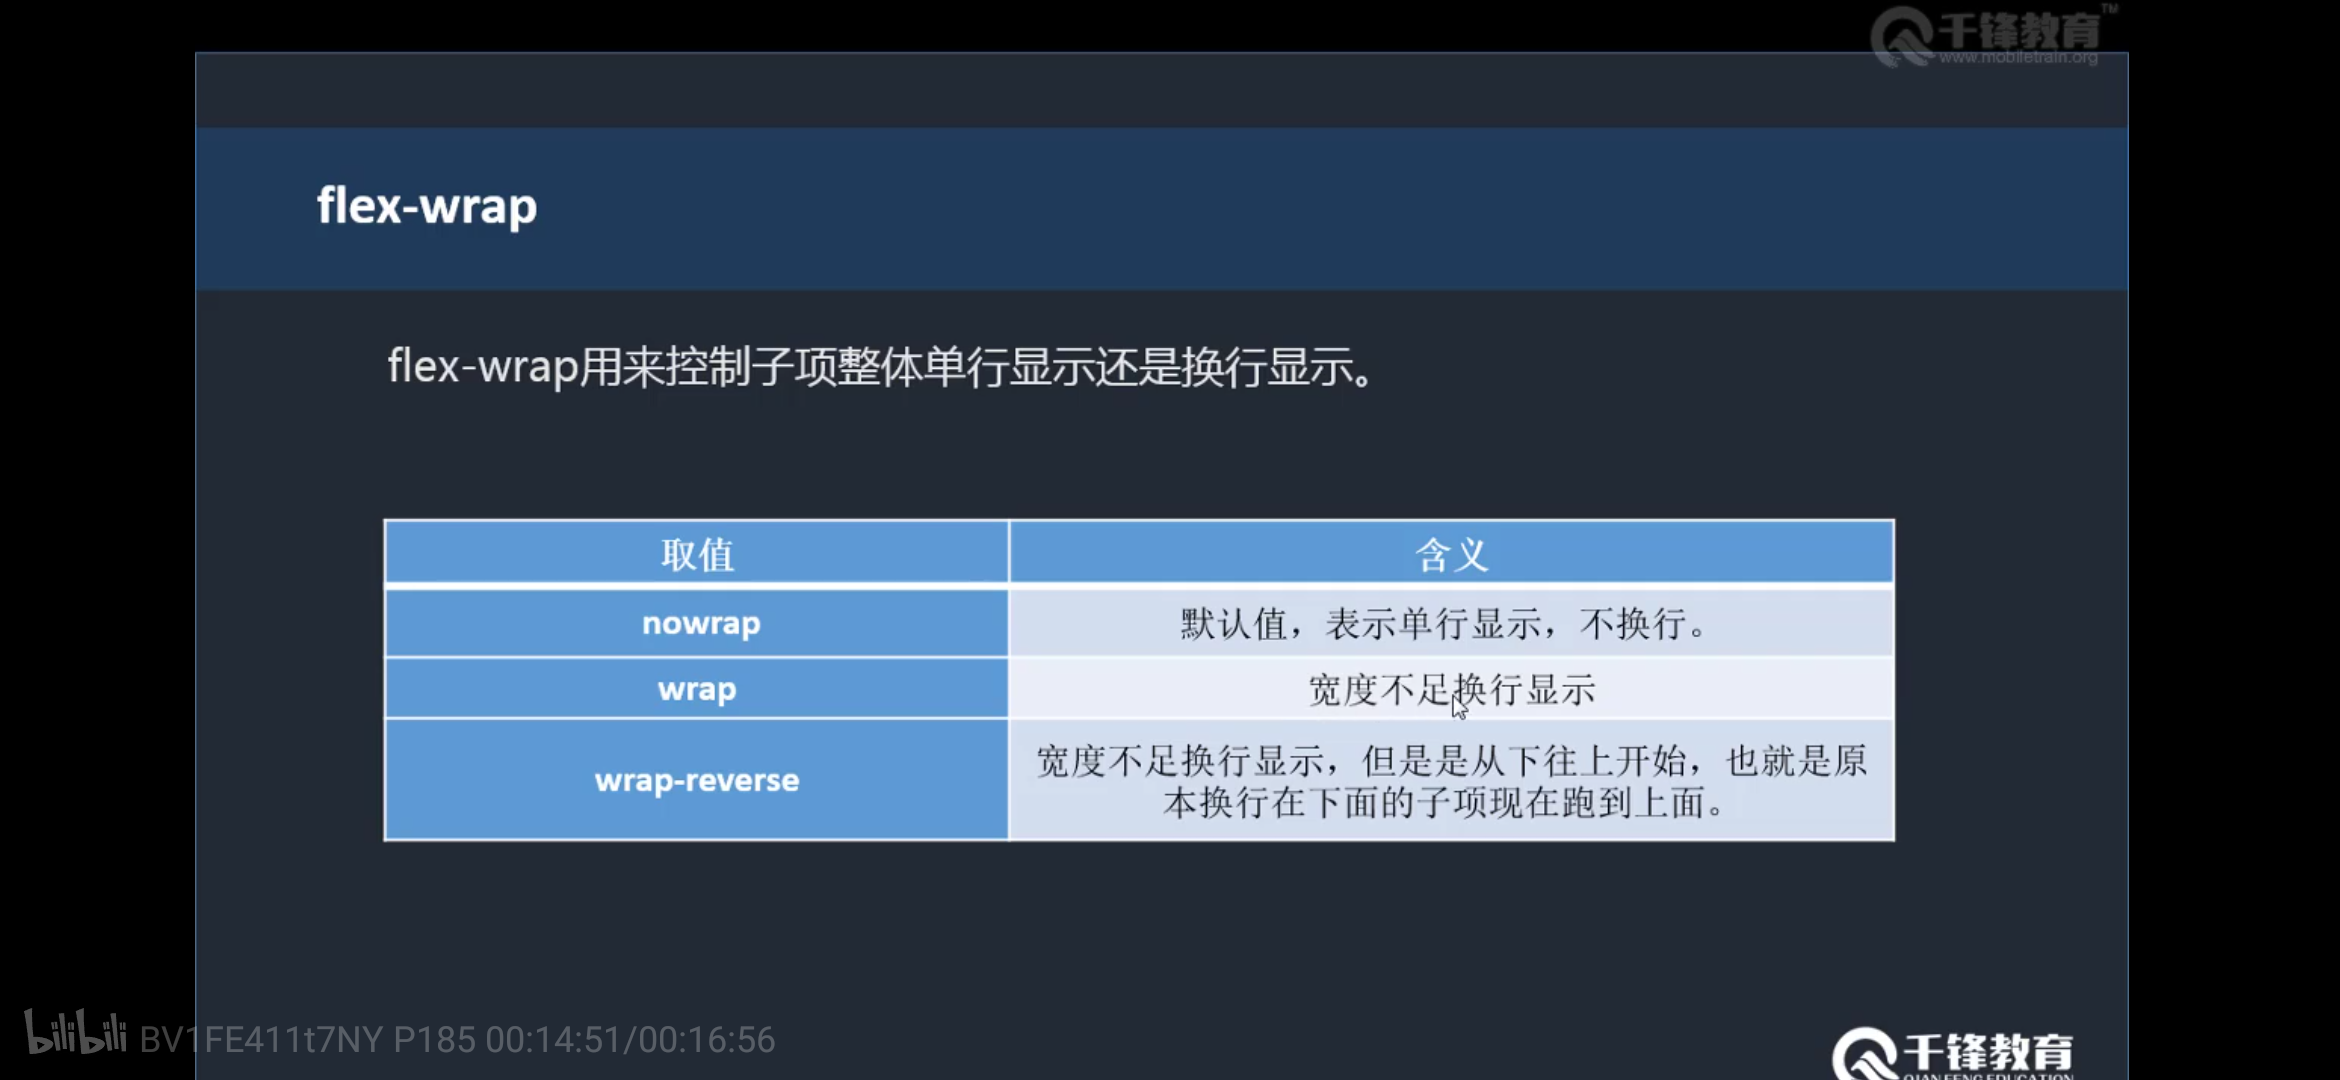 千锋教育™
www.mobiletrain.org
flex-wrap
flex-wrap用来控制子项整体单行显示还是换行显示。
取值 含义
nowrap 默认值，表示单行显示，不换行。
wrap 宽度不足换行显示
wrap-reverse 宽度不足换行显示，但是是从下往上开始，也就是原
本换行在下面的子项现在跑到上面。
bilibili BV1FE411t7NY P185 00:14:51/00:16:56
千锋教育
QIANFENG EDUCATION